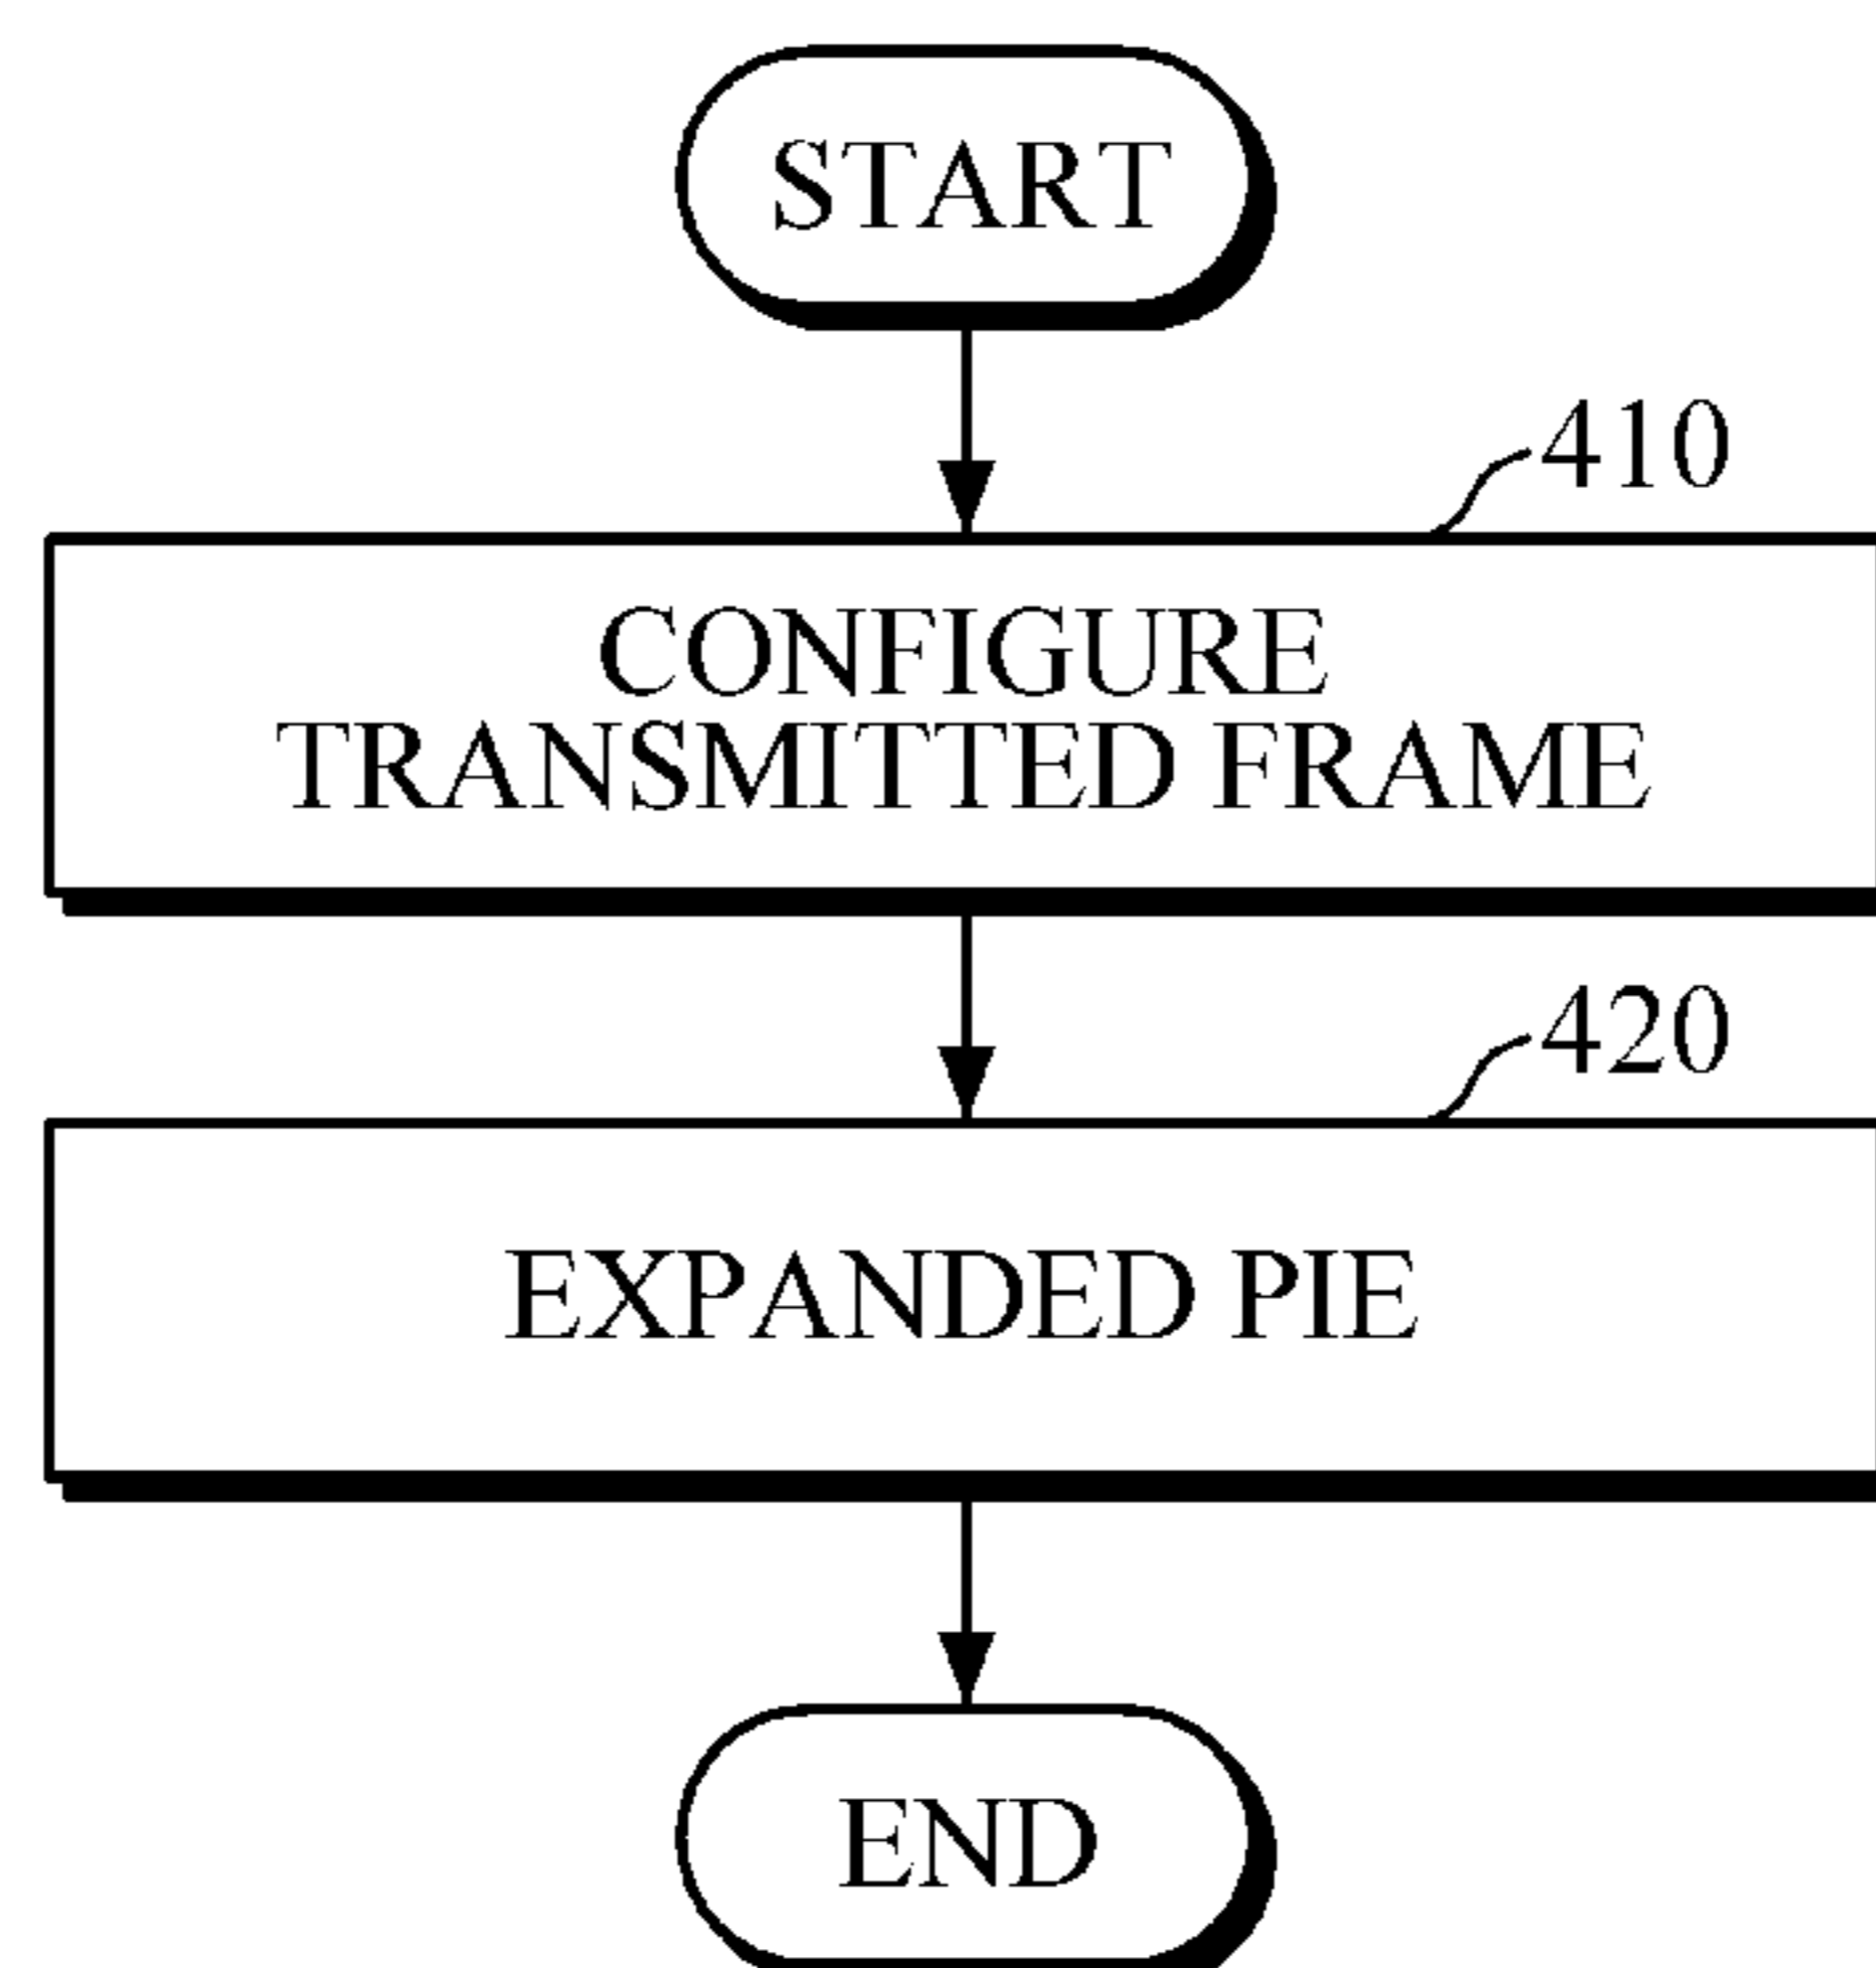 START
410
CONFIGURE
TRANSMITTED FRAME
420
EXPANDED PIE
END